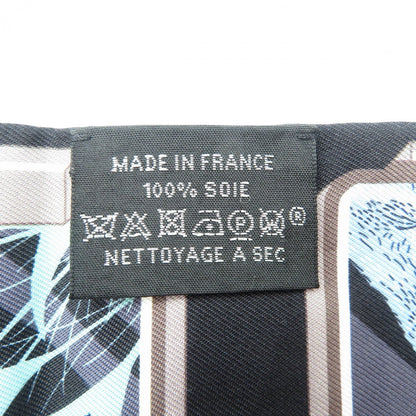 MADE IN FRANCE
100% SOIE
®
NETTOYAGE A SEC